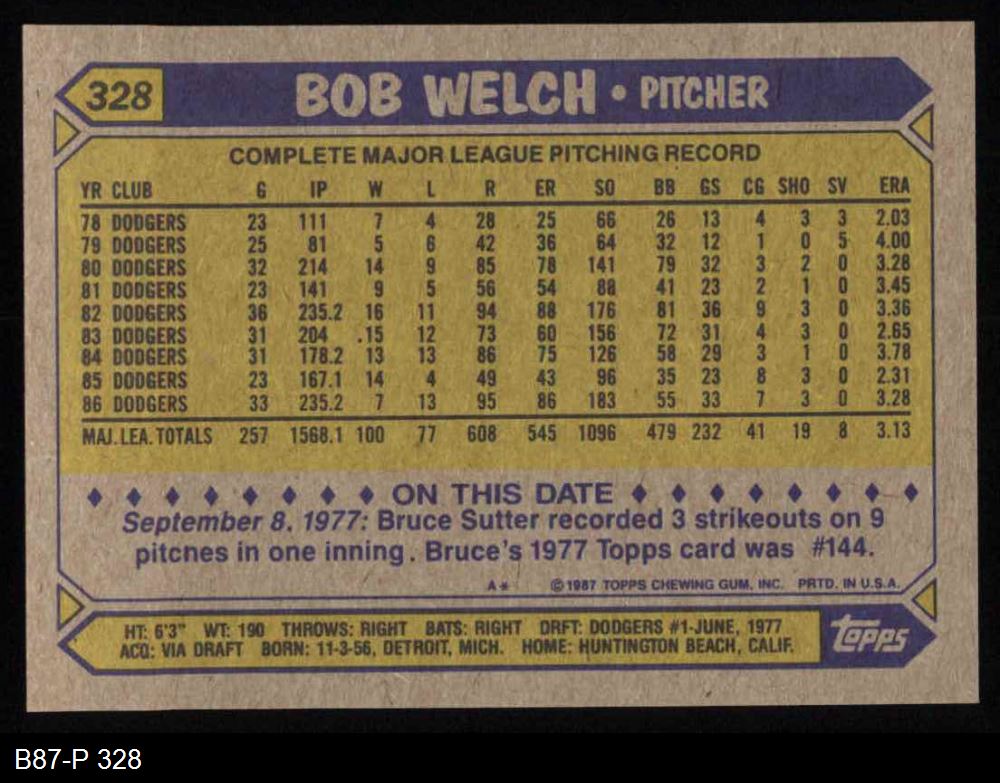 328
BOB WELCH • PITCHER
COMPLETE MAJOR LEAGUE PITCHING RECORD
YR CLUB G IP W L R ER SO BB GS CG SHO SV ERA
78 DODGERS 23 111 7 4 28 25 66 26 13 4 3 3 2.03
79 DODGERS 25 81 5 6 42 36 64 32 12 1 0 5 4.00
80 DODGERS 32 214 14 9 85 78 141 79 32 3 2 0 3.28
81 DODGERS 23 141 9 5 56 54 88 41 23 2 1 0 3.45
82 DODGERS 36 235.2 16 11 94 88 176 81 36 9 3 0 3.36
83 DODGERS 31 204 .15 12 73 60 156 72 31 4 3 0 2.65
84 DODGERS 31 178.2 13 13 86 75 126 58 29 3 1 0 3.78
85 DODGERS 23 167.1 14 4 49 43 96 35 23 8 3 0 2.31
86 DODGERS 33 235.2 7 13 95 86 183 55 33 7 3 0 3.28
MAJ. LEA. TOTALS 257 1568.1 100 77 608 545 1096 479 232 41 19 8 3.13
♦ ♦ ♦ ♦ ♦ ♦ ♦ ♦ ON THIS DATE ♦ ♦ ♦ ♦ ♦ ♦ ♦ ♦
September 8, 1977: Bruce Sutter recorded 3 strikeouts on 9
pitches in one inning. Bruce's 1977 Topps card was #144.
A* © 1987 TOPPS CHEWING GUM, INC. PRTD. IN U.S.A.
HT: 6'3" WT: 190 THROWS: RIGHT BATS: RIGHT DRFT: DODGERS #1-JUNE, 1977
ACQ: VIA DRAFT BORN: 11-3-56, DETROIT, MICH. HOME: HUNTINGTON BEACH, CALIF.
topps
B87-P 328